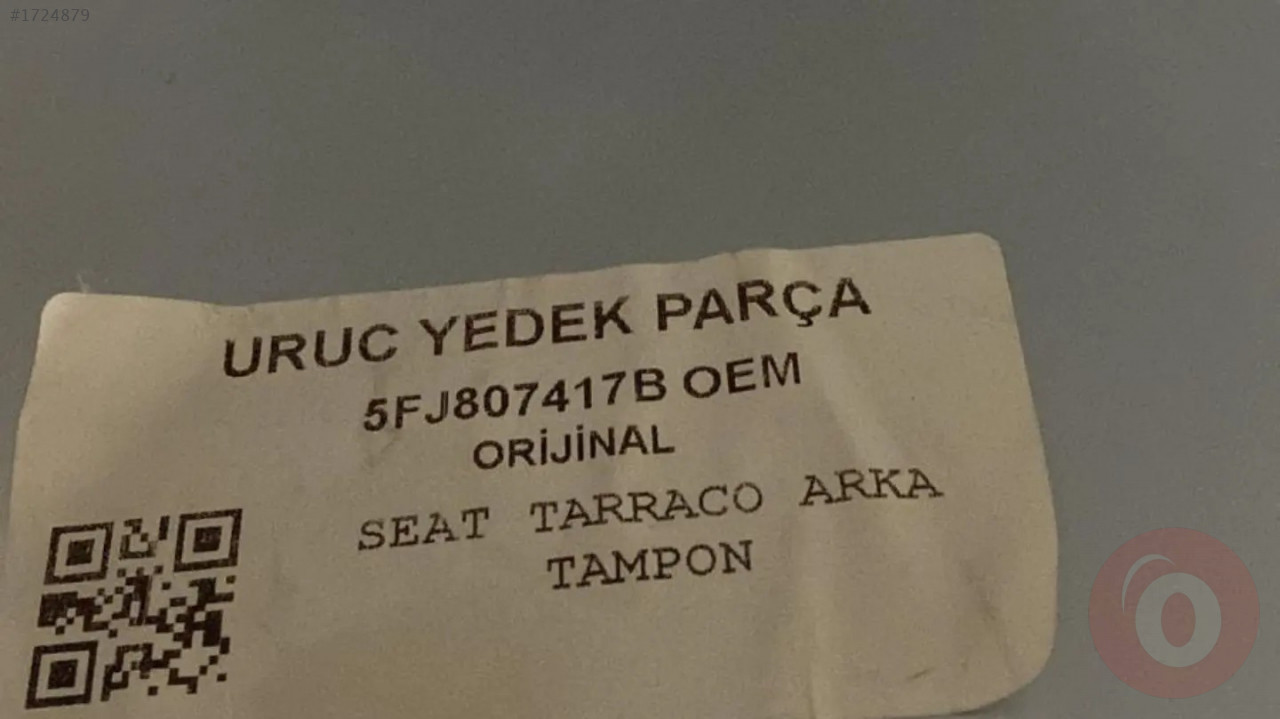 #1724879
URUC YEDEK PARÇA
5FJ807417B OEM
ORİJİNAL
SEAT TARRACO ARKA
TAMPON